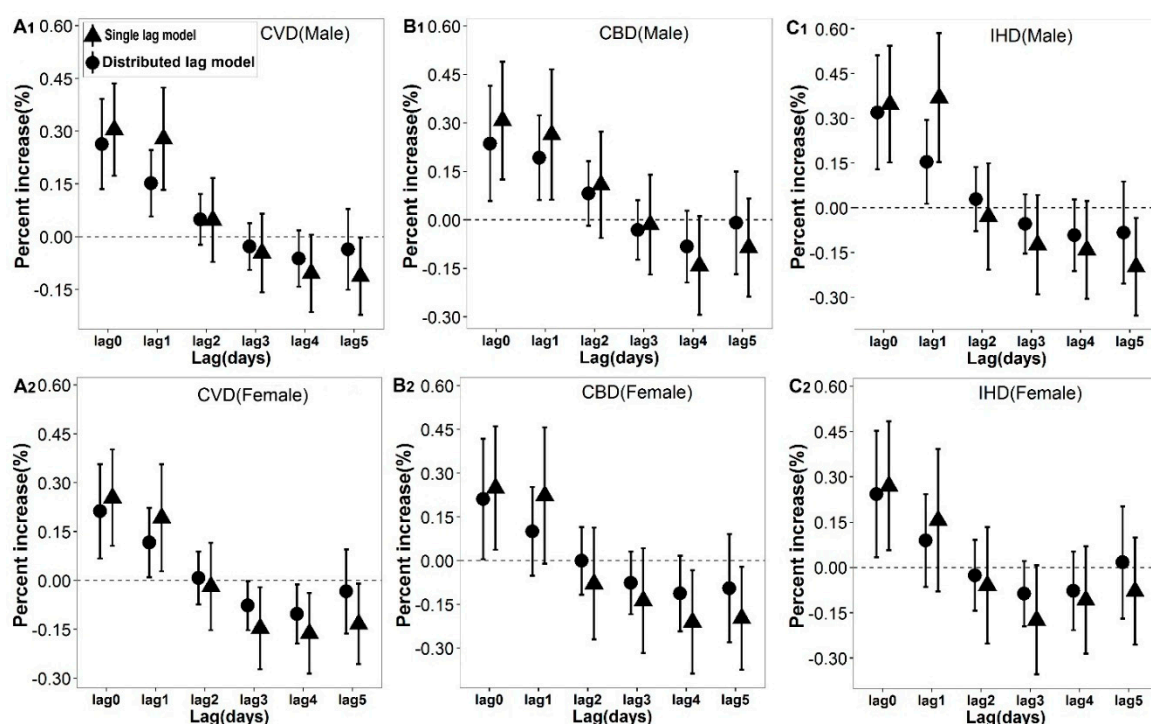 A1
CVD(Male)
Single lag model
Distributed lag model
Percent increase(%)
0.60
0.45
0.30
0.15
0.00
-0.15
lag0 lag1 lag2 lag3 lag4 lag5
Lag(days)
B1
CBD(Male)
Percent increase(%)
0.60
0.45
0.30
0.15
0.00
-0.15
-0.30
lag0 lag1 lag2 lag3 lag4 lag5
Lag(days)
C1
IHD(Male)
Percent increase(%)
0.60
0.45
0.30
0.15
0.00
-0.15
-0.30
lag0 lag1 lag2 lag3 lag4 lag5
Lag(days)
A2
CVD(Female)
Percent increase(%)
0.60
0.45
0.30
0.15
0.00
-0.15
-0.30
lag0 lag1 lag2 lag3 lag4 lag5
Lag(days)
B2
CBD(Female)
Percent increase(%)
0.60
0.45
0.30
0.15
0.00
-0.15
-0.30
lag0 lag1 lag2 lag3 lag4 lag5
Lag(days)
C2
IHD(Female)
Percent increase(%)
0.60
0.45
0.30
0.15
0.00
-0.15
-0.30
lag0 lag1 lag2 lag3 lag4 lag5
Lag(days)